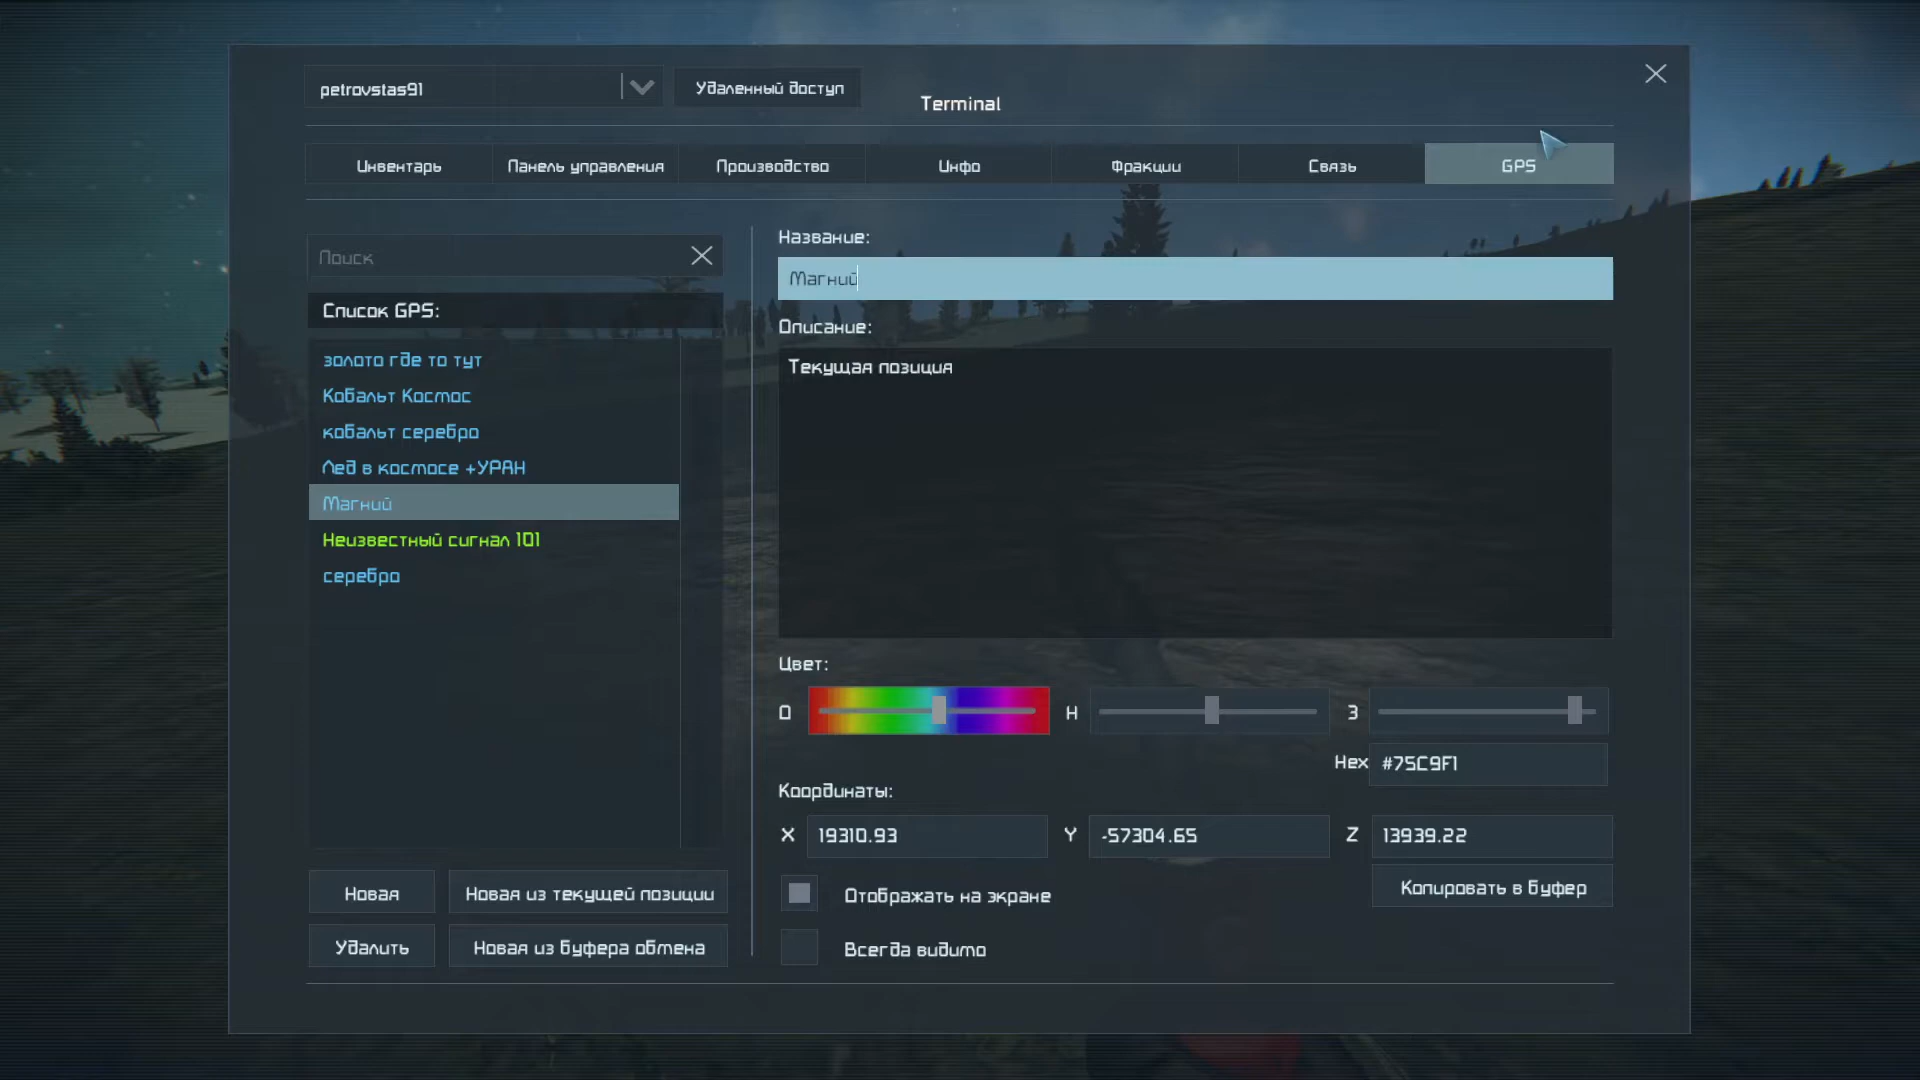 petrovstas91
Удаленный доступ
Terminal
Инвентарь
Панель управления
Производство
Инфо
Фракции
Связь
GPS
Поиск
Список GPS:
золото где то тут
Кобальт Космос
кобальт серебро
Лед в космосе +УРАН
Магний
Неизвестный сигнал 101
серебро
Новая
Новая из текущей позиции
Удалить
Новая из буфера обмена
Название:
Магний
Описание:
Текущая позиция
Цвет:
О
Н
З
Hex #75C9F1
Координаты:
X 19310.93 Y -57304.65 Z 13939.22
Отображать на экране
Копировать в буфер
Всегда видимо